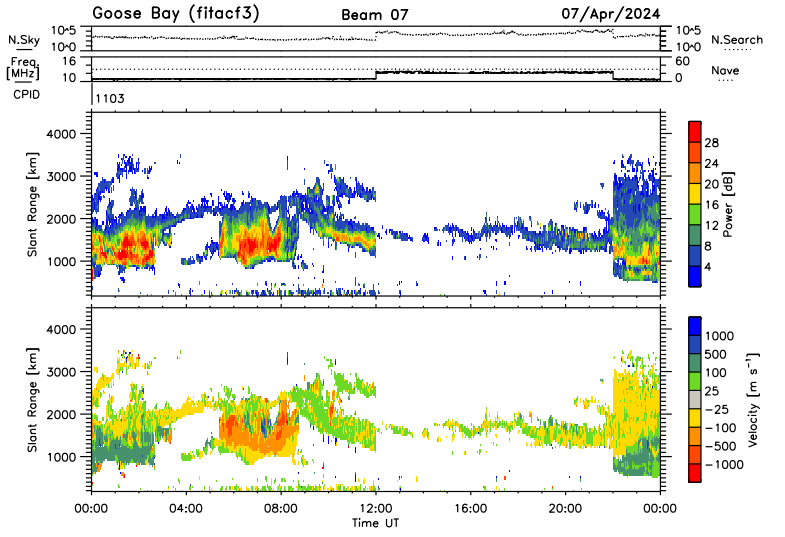 Goose Bay (fitacf3) Beam 07 07/Apr/2024
N.Sky 10^5 10^0 10^5 10^0 N.Search
Freq. [MHz] 16 10 60 0 Nave
CPID 1103
Slant Range [km] 4000 3000 2000 1000
Power [dB] 28 24 20 16 12 8 4
Slant Range [km] 4000 3000 2000 1000
Velocity [m s⁻¹] 1000 500 100 25 −25 −100 −500 −1000
00:00 04:00 08:00 12:00 16:00 20:00 00:00
Time UT